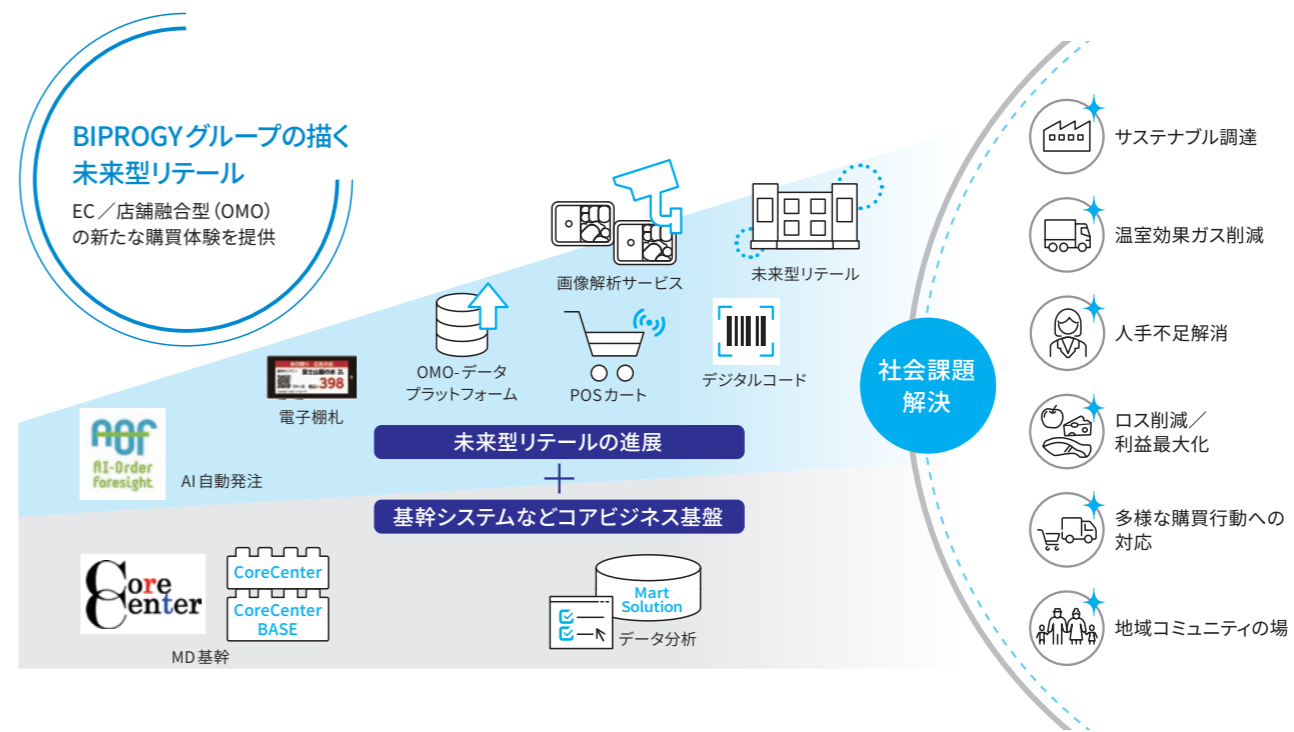 BIPROGYグループの描く
未来型リテール
EC／店舗融合型（OMO）
の新たな購買体験を提供
画像解析サービス
未来型リテール
OMO-データ
プラットフォーム
POSカート
デジタルコード
398
電子棚札
AOF
AI-Order
Foresight
AI自動発注
未来型リテールの進展
+
基幹システムなどコアビジネス基盤
Core
Center
CoreCenter
CoreCenter
BASE
MD基幹
Mart
Solution
データ分析
社会課題
解決
サステナブル調達
温室効果ガス削減
人手不足解消
ロス削減／
利益最大化
多様な購買行動への
対応
地域コミュニティの場